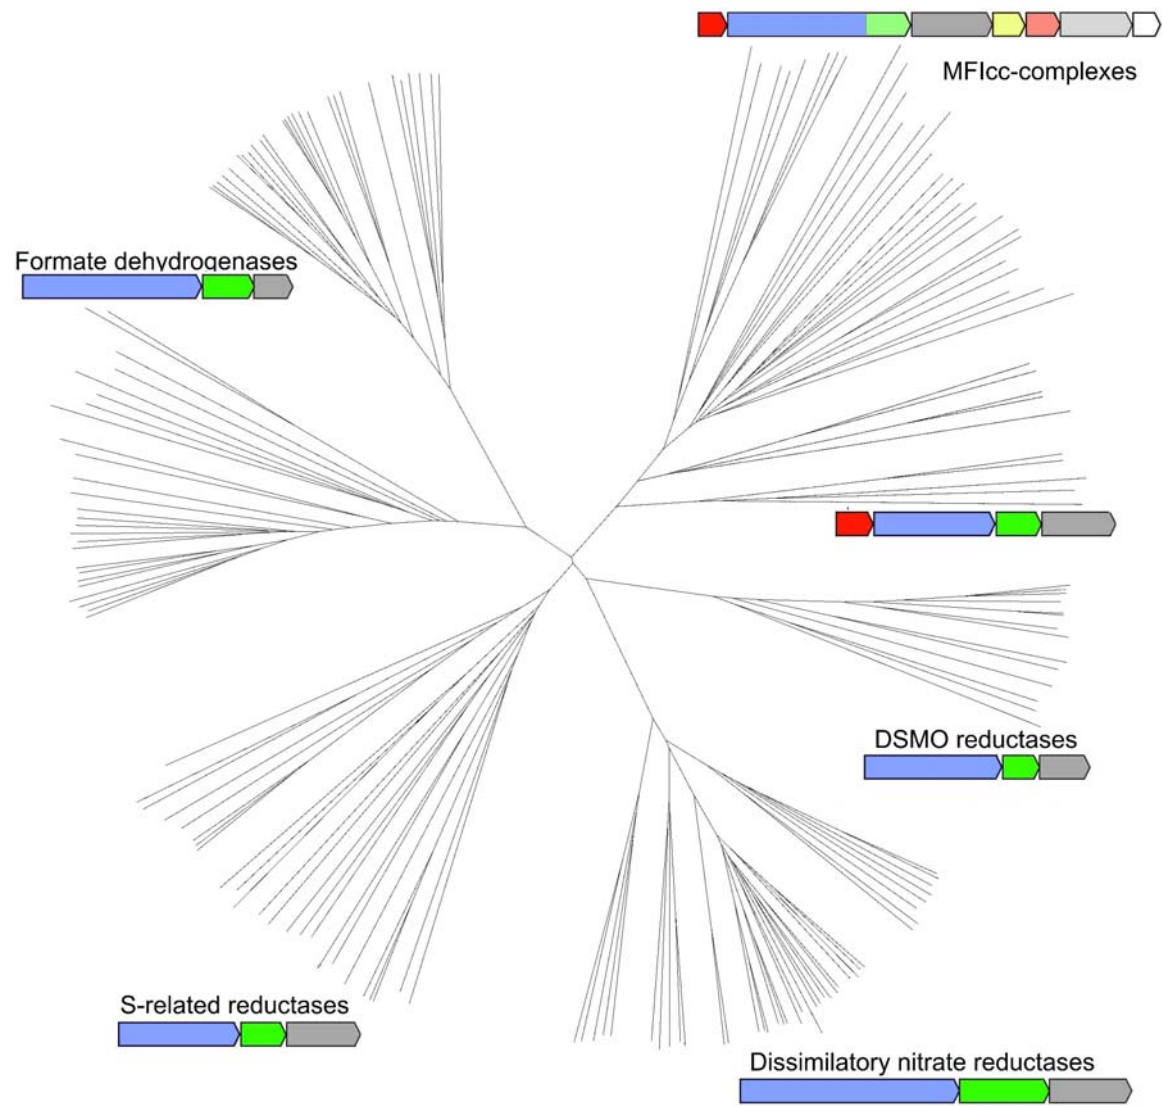 MFIcc-complexes
Formate dehydrogenases
DSMO reductases
S-related reductases
Dissimilatory nitrate reductases